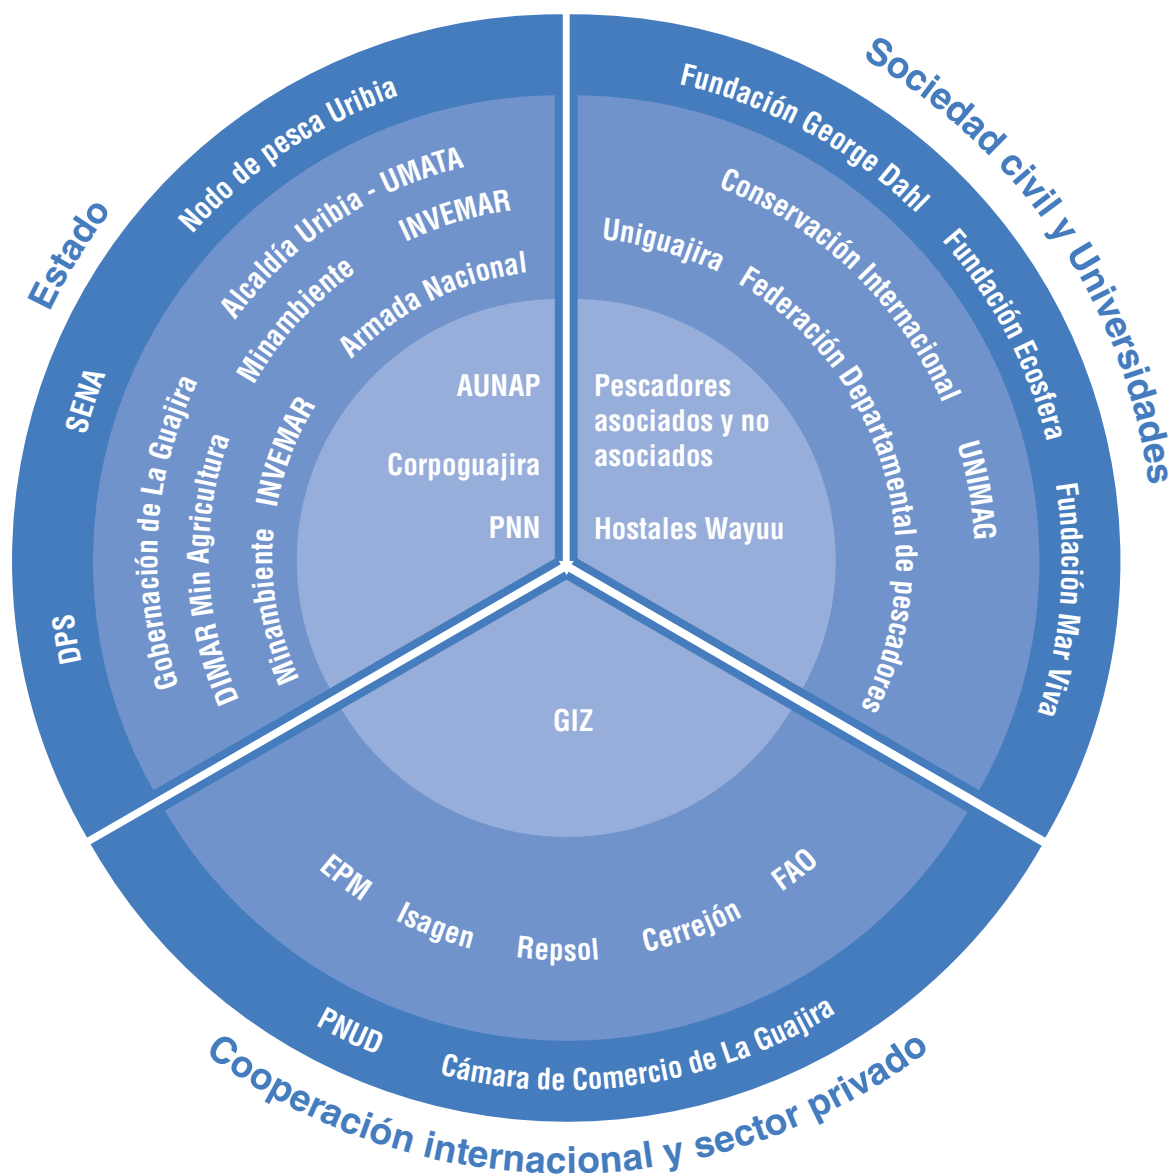 Estado
Nodo de pesca Uribia
SENA
DPS
Alcaldía Uribia - UMATA
INVEMAR
Minambiente
Armada Nacional
Gobernación de La Guajira
DIMAR Min Agricultura
INVEMAR
Minambiente
AUNAP
Corpoguajira
PNN
Sociedad civil y Universidades
Fundación George Dahl
Fundación Ecosfera
Fundación Mar Viva
Conservación Internacional
UNIMAG
Uniguajira
Federación Departamental de pescadores
Pescadores
asociados y no
asociados
Hostales Wayuu
GIZ
EPM
Isagen
Repsol
Cerrejón
FAO
PNUD
Cámara de Comercio de La Guajira
Cooperación internacional y sector privado